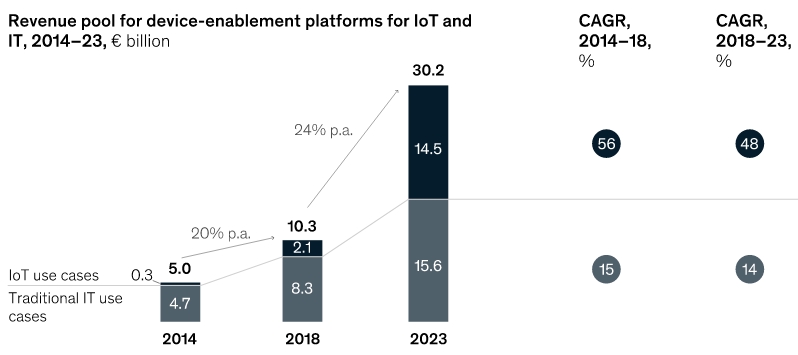 Revenue pool for device-enablement platforms for IoT and
IT, 2014–23, € billion
CAGR,
2014–18,
%
CAGR,
2018–23,
%
30.2
24% p.a.
14.5
56
48
10.3
20% p.a.
2.1
5.0
IoT use cases
0.3
15.6
15
14
Traditional IT use
cases
4.7
8.3
2014
2018
2023